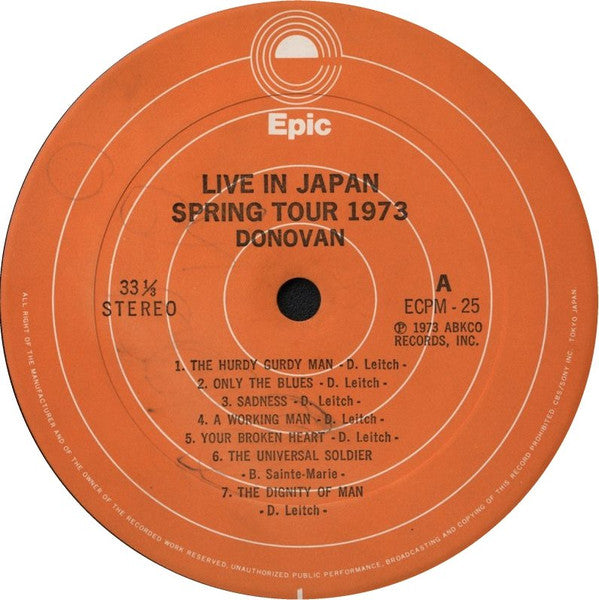 Epic
LIVE IN JAPAN
SPRING TOUR 1973
DONOVAN
33⅓
STEREO
A
ECPM - 25
Ⓟ 1973 ABKCO
RECORDS, INC.
1. THE HURDY GURDY MAN - D. Leitch -
2. ONLY THE BLUES - D. Leitch -
3. SADNESS - D. Leitch -
4. A WORKING MAN - D. Leitch -
5. YOUR BROKEN HEART - D. Leitch -
6. THE UNIVERSAL SOLDIER
- B. Sainte-Marie -
7. THE DIGNITY OF MAN
- D. Leitch -
ALL RIGHT OF THE MANUFACTURER AND OF THE OWNER OF THE RECORDED WORK RESERVED, UNAUTHORIZED PUBLIC PERFORMANCE, BROADCASTING AND COPYING OF THIS RECORD PROHIBITED CBS/SONY INC. TOKYO JAPAN.